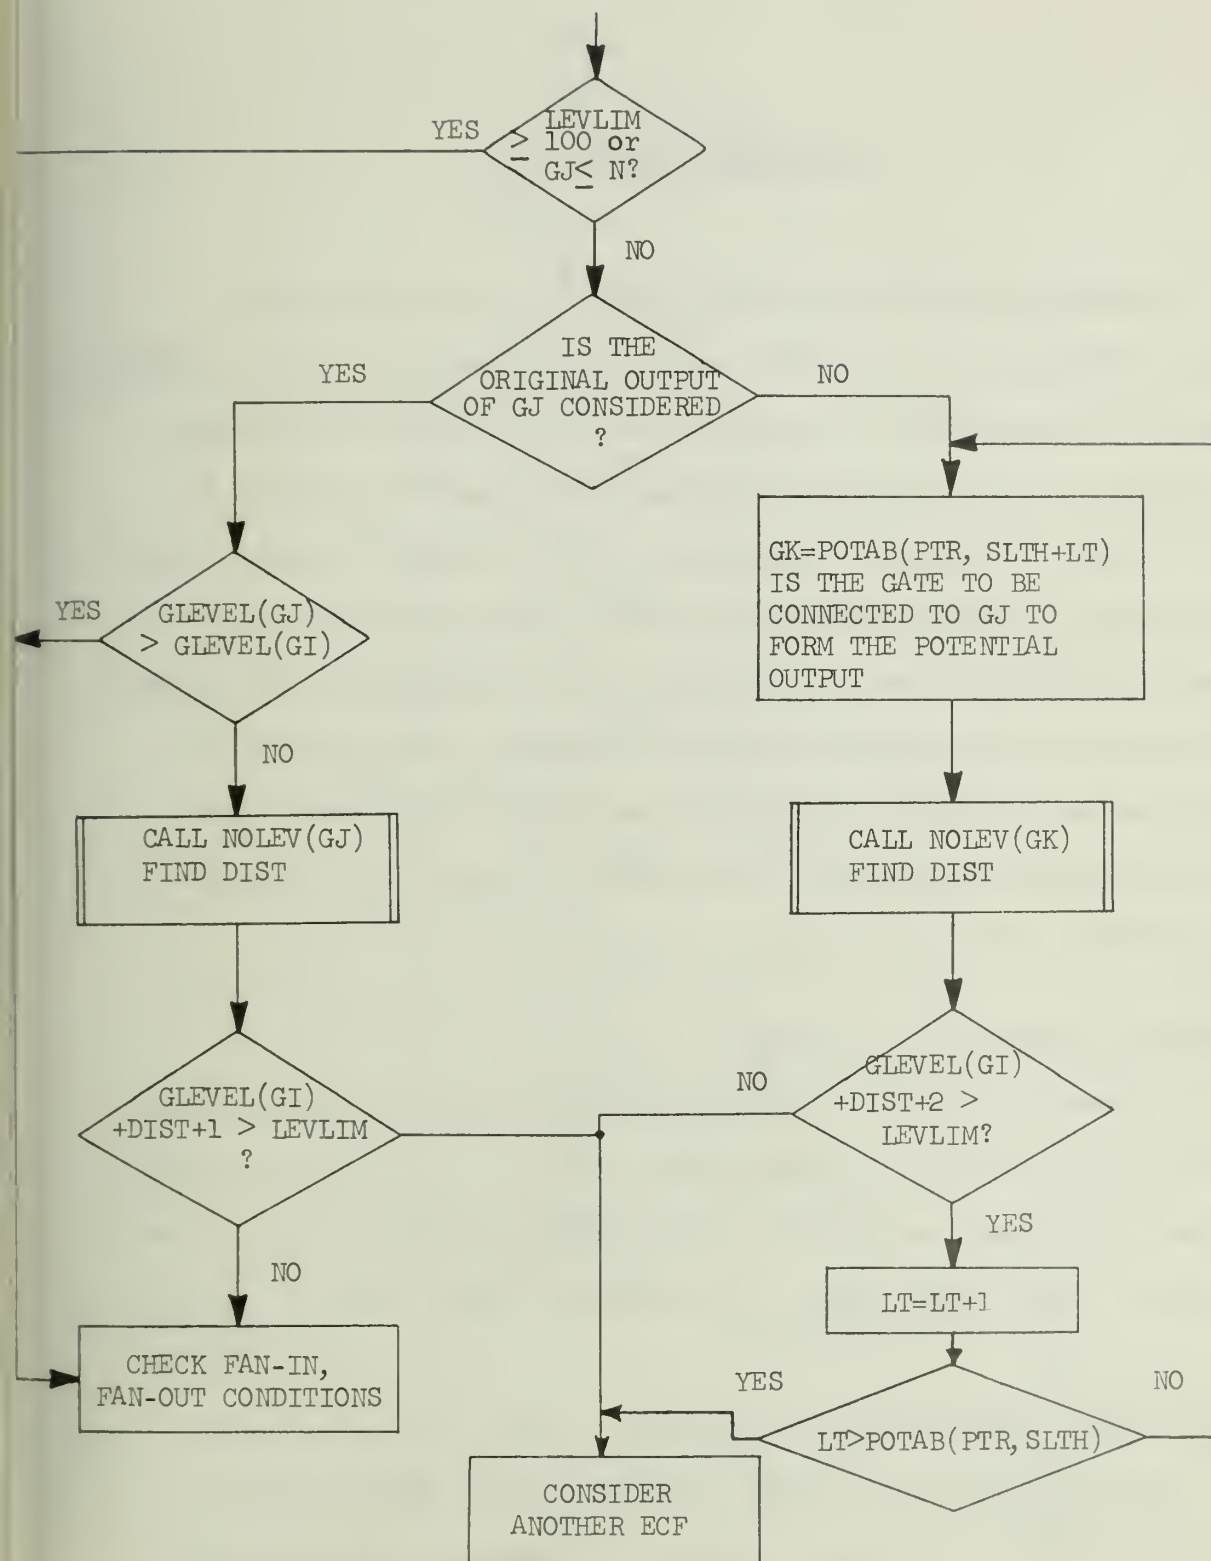 LEVLIM
≥ 100 or
GJ≤ N?
YES
NO
IS THE
ORIGINAL OUTPUT
OF GJ CONSIDERED
?
YES
NO
GLEVEL(GJ)
> GLEVEL(GI)
YES
NO
GK=POTAB(PTR, SLTH+LT)
IS THE GATE TO BE
CONNECTED TO GJ TO
FORM THE POTENTIAL
OUTPUT
CALL NOLEV(GJ)
FIND DIST
CALL NOLEV(GK)
FIND DIST
GLEVEL(GI)
+DIST+1 > LEVLIM
?
NO
GLEVEL(GI)
+DIST+2 >
LEVLIM?
NO
YES
LT=LT+1
CHECK FAN-IN,
FAN-OUT CONDITIONS
YES
NO
LT>POTAB(PTR, SLTH)
CONSIDER
ANOTHER ECF